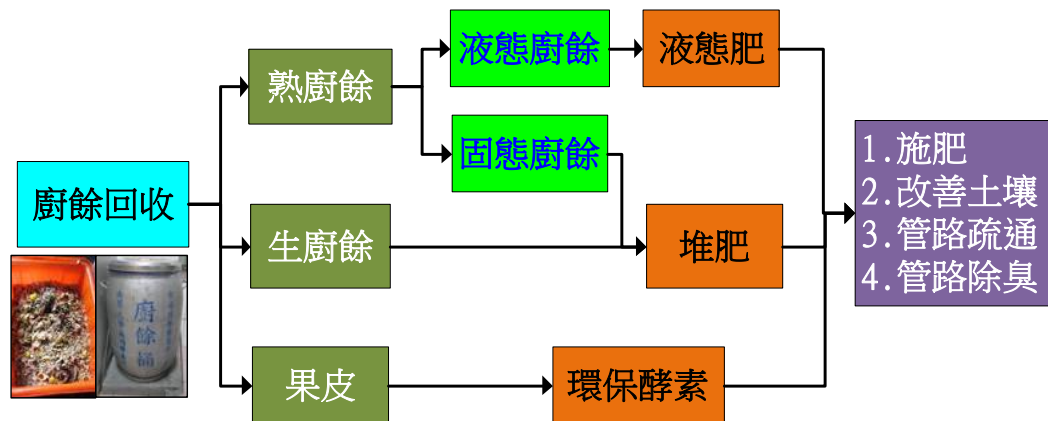 廚餘回收
熟廚餘
生廚餘
果皮
液態廚餘
固態廚餘
液態肥
堆肥
環保酵素
1.施肥
2.改善土壤
3.管路疏通
4.管路除臭
廚餘桶